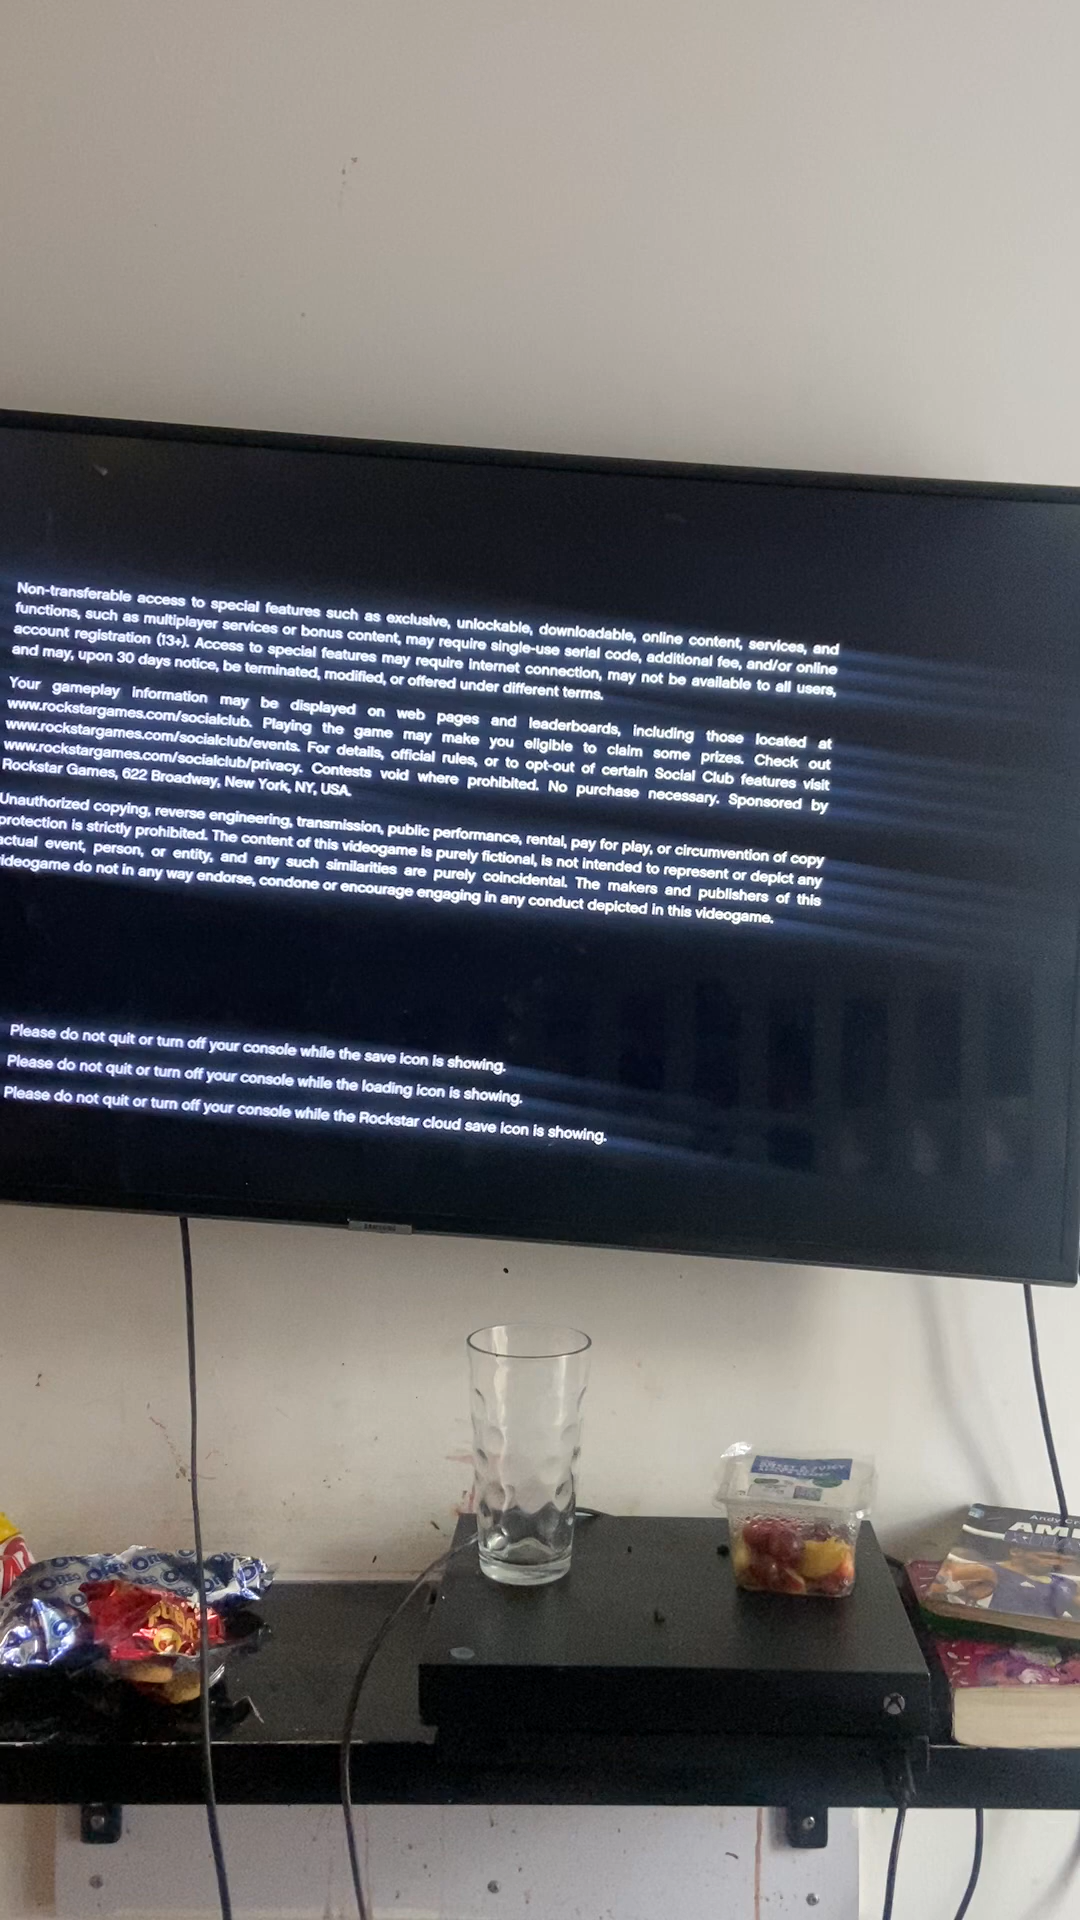 Non-transferable access to special features such as exclusive, unlockable, downloadable, online content, services, and
functions, such as multiplayer services or bonus content, may require single-use serial code, additional fee, and/or online
account registration (13+). Access to special features may require internet connection, may not be available to all users,
and may, upon 30 days notice, be terminated, modified, or offered under different terms.
Your gameplay information may be displayed on web pages and leaderboards, including those located at
www.rockstargames.com/socialclub. Playing the game may make you eligible to claim some prizes. Check out
www.rockstargames.com/socialclub/events. For details, official rules, or to opt-out of certain Social Club features visit
www.rockstargames.com/socialclub/privacy. Contests void where prohibited. No purchase necessary. Sponsored by
Rockstar Games, 622 Broadway, New York, NY, USA.
Unauthorized copying, reverse engineering, transmission, public performance, rental, pay for play, or circumvention of copy
protection is strictly prohibited. The content of this videogame is purely fictional, is not intended to represent or depict any
actual event, person, or entity, and any such similarities are purely coincidental. The makers and publishers of this
videogame do not in any way endorse, condone or encourage engaging in any conduct depicted in this videogame.
Please do not quit or turn off your console while the save icon is showing.
Please do not quit or turn off your console while the loading icon is showing.
Please do not quit or turn off your console while the Rockstar cloud save icon is showing.
SAMSUNG
OREO
Andy